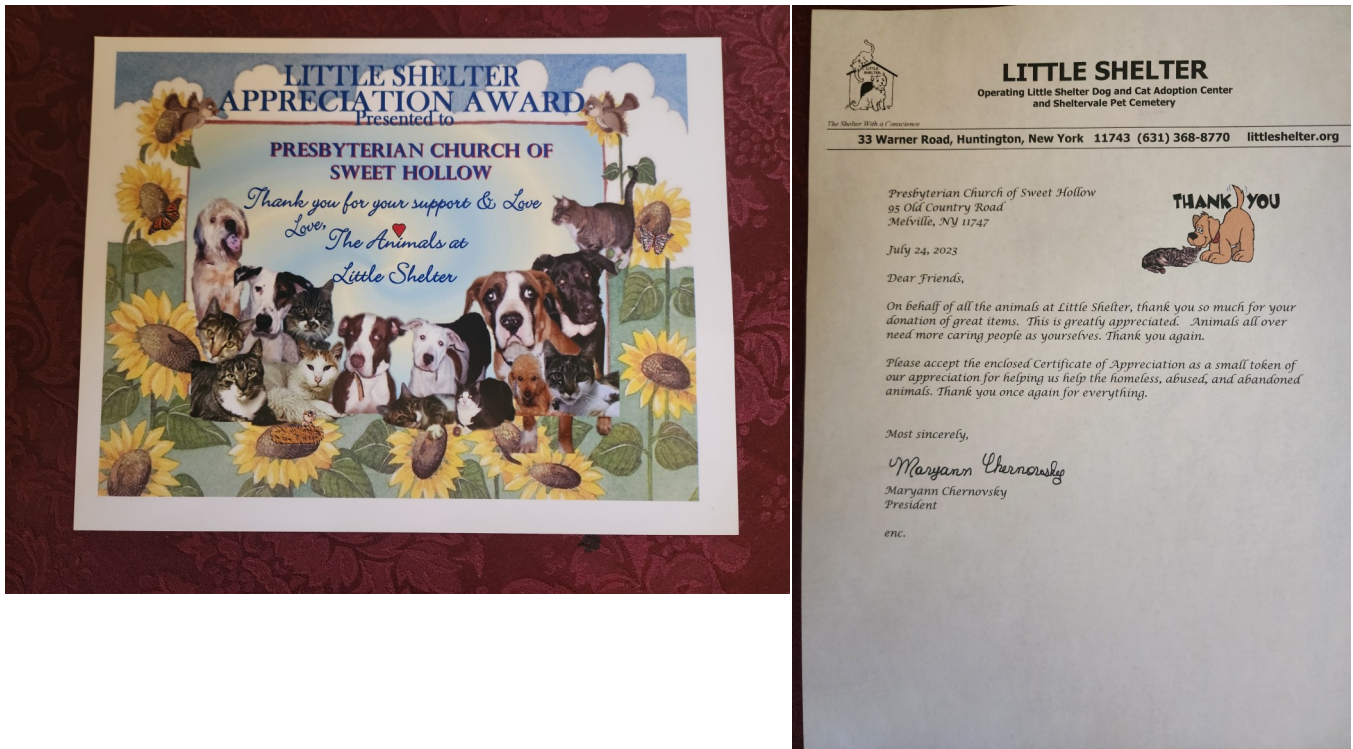 LITTLE SHELTER
APPRECIATION AWARD
Presented to
PRESBYTERIAN CHURCH OF
SWEET HOLLOW
Thank you for your support & Love
Love,
The Animals at
Little Shelter
LITTLE SHELTER
The Shelter With a Conscience
LITTLE SHELTER
Operating Little Shelter Dog and Cat Adoption Center
and Sheltervale Pet Cemetery
33 Warner Road, Huntington, New York 11743 (631) 368-8770 littleshelter.org
Presbyterian Church of Sweet Hollow
95 Old Country Road
Melville, NY 11747
THANK YOU
July 24, 2023
Dear Friends,
On behalf of all the animals at Little Shelter, thank you so much for your
donation of great items. This is greatly appreciated. Animals all over
need more caring people as yourselves. Thank you again.
Please accept the enclosed Certificate of Appreciation as a small token of
our appreciation for helping us help the homeless, abused, and abandoned
animals. Thank you once again for everything.
Most sincerely,
Maryann Chernovsky
Maryann Chernovsky
President
enc.